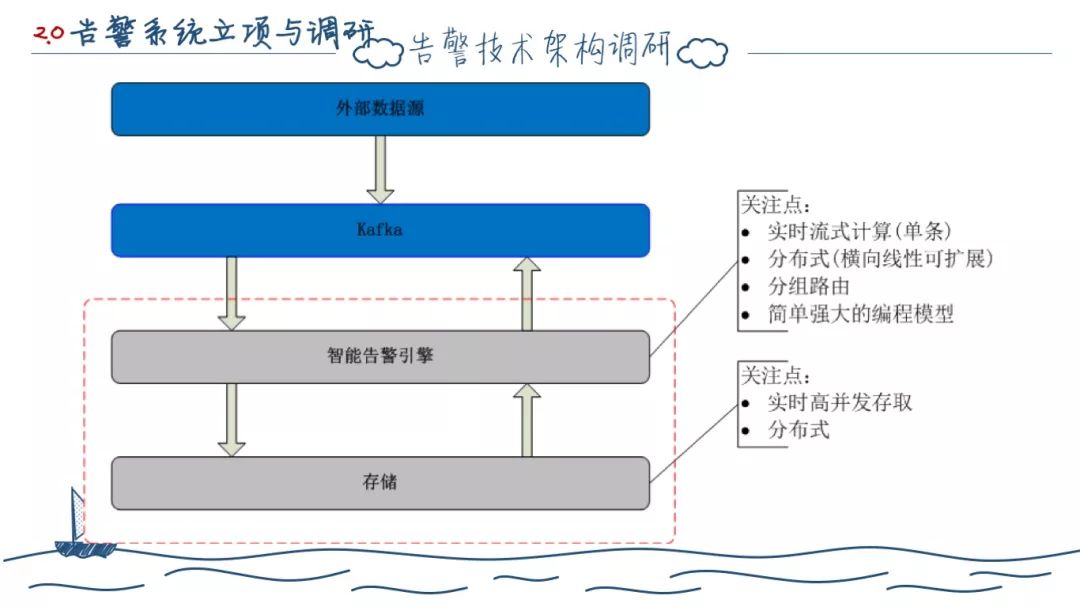 2.0 告警系统立项与调研
告警技术架构调研
外部数据源
Kafka
智能告警引擎
存储
关注点:
• 实时流式计算(单条)
• 分布式(横向线性可扩展)
• 分组路由
• 简单强大的编程模型
关注点:
• 实时高并发存取
• 分布式